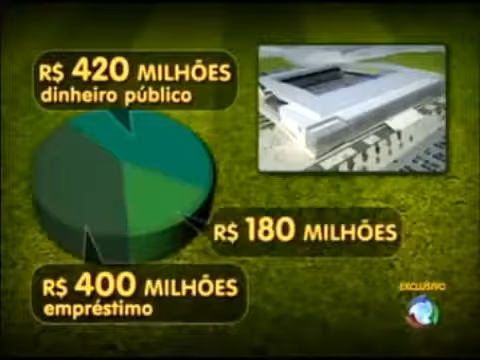 R$ 420 MILHÕES
dinheiro público
R$ 180 MILHÕES
R$ 400 MILHÕES
empréstimo
EXCLUSIVO